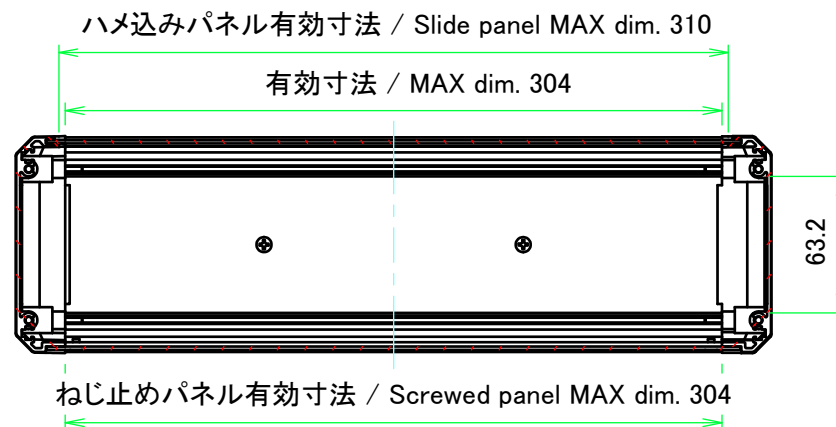 ハメ込みパネル有効寸法 / Slide panel MAX dim. 310
有効寸法 / MAX dim. 304
63.2
ねじ止めパネル有効寸法 / Screwed panel MAX dim. 304